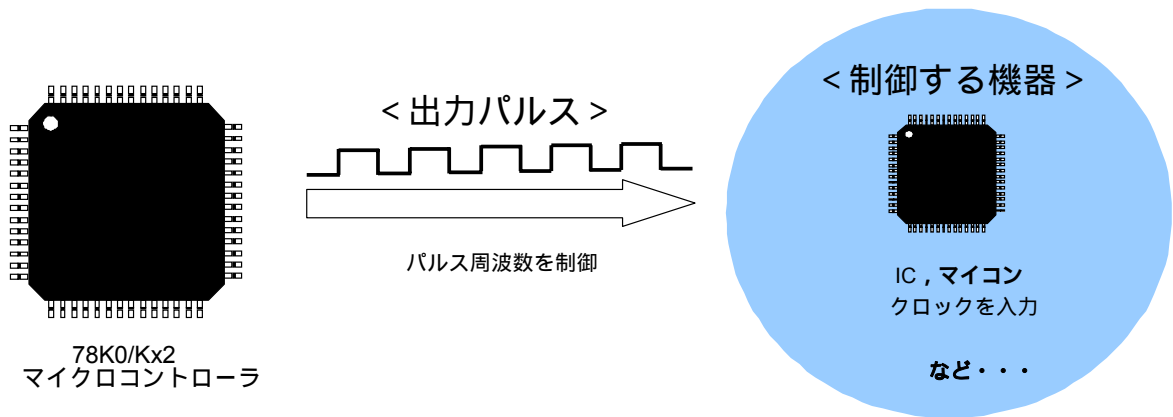 78K0/Kx2
マイクロコントローラ
＜出力パルス＞
パルス周波数を制御
＜制御する機器＞
IC，マイコン
クロックを入力
など・・・